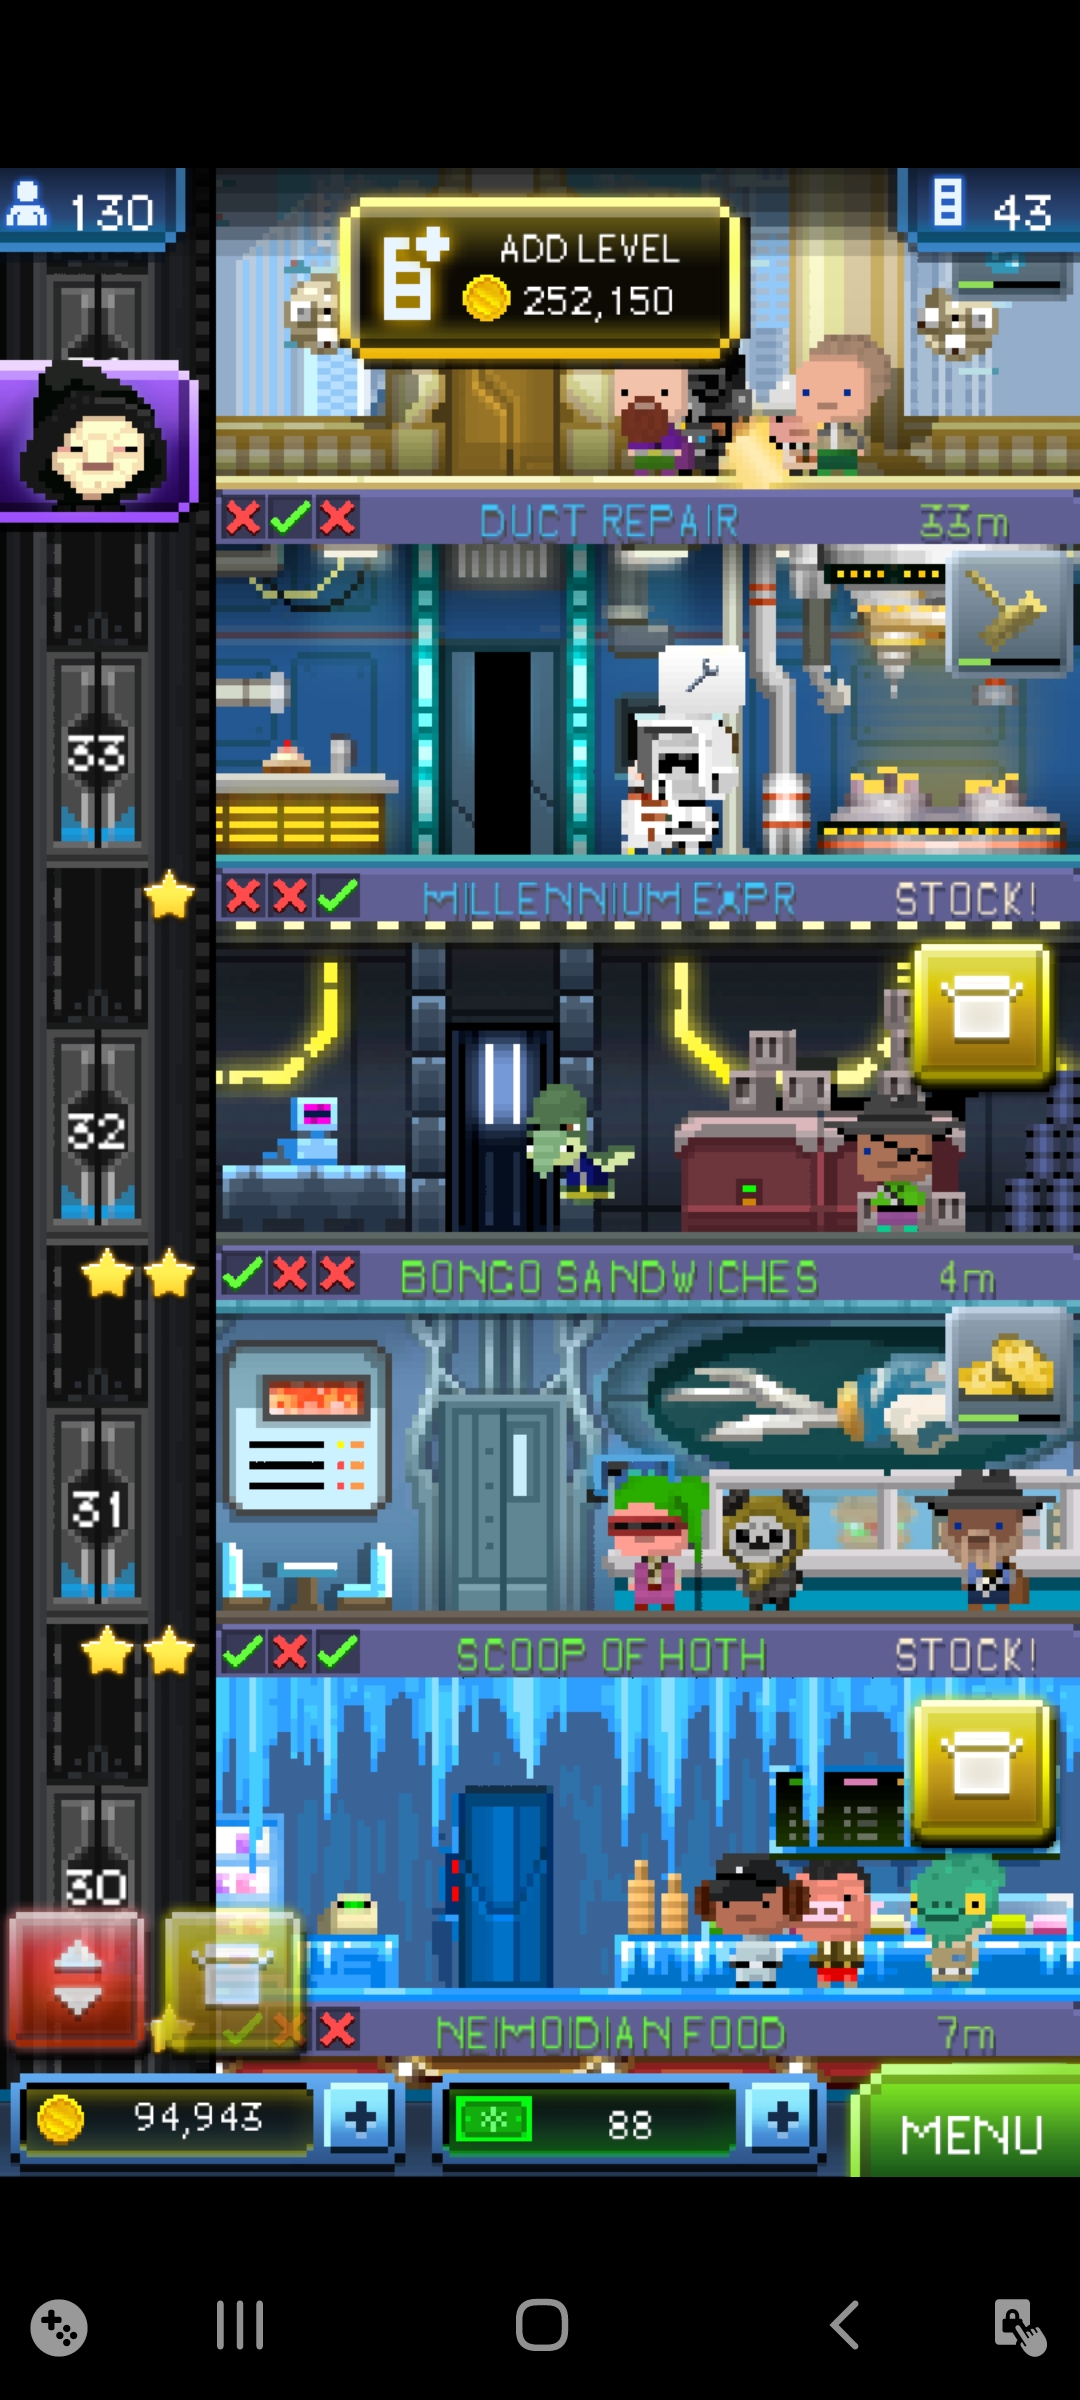 130
43
ADD LEVEL
252,150
DUCT REPAIR 33m
33
MILLENNIUM EXPR STOCK!
32
BONGO SANDWICHES 4m
31
SCOOP OF HOTH STOCK!
30
NEIMOIDIAN FOOD 7m
94,943
88
MENU